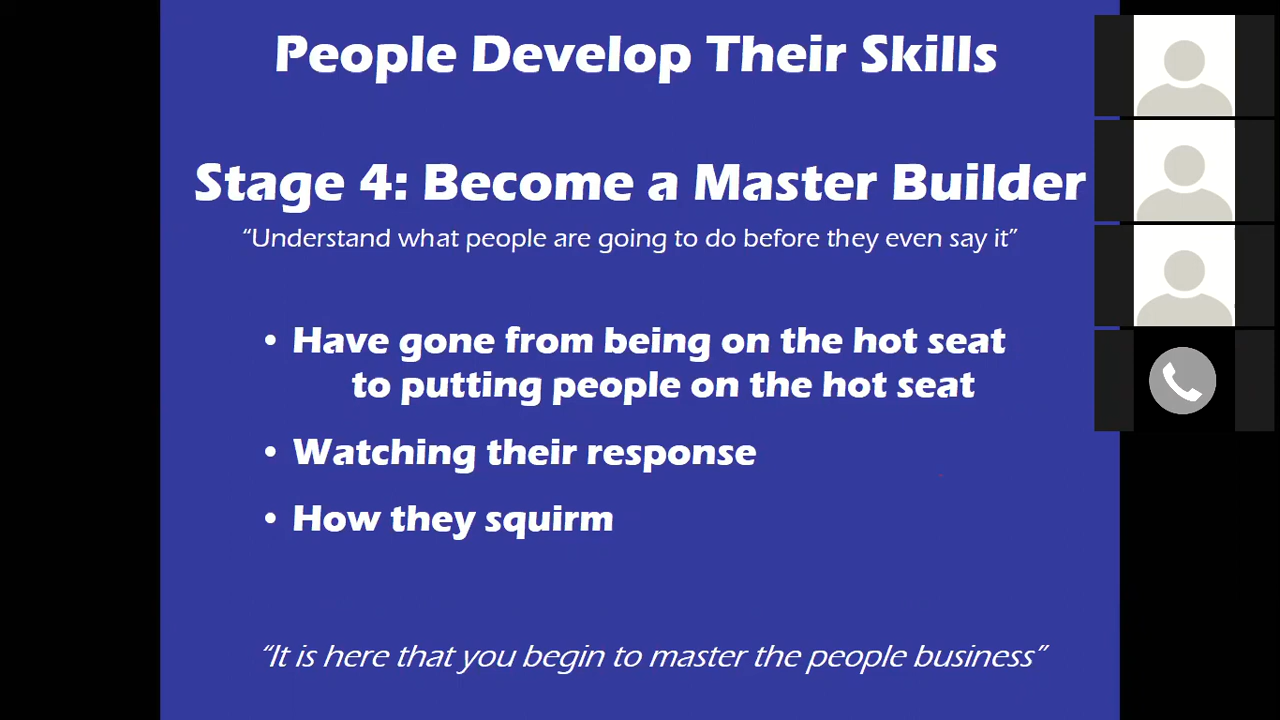 People Develop Their Skills
Stage 4: Become a Master Builder
“Understand what people are going to do before they even say it”
• Have gone from being on the hot seat
to putting people on the hot seat
• Watching their response
• How they squirm
“It is here that you begin to master the people business”